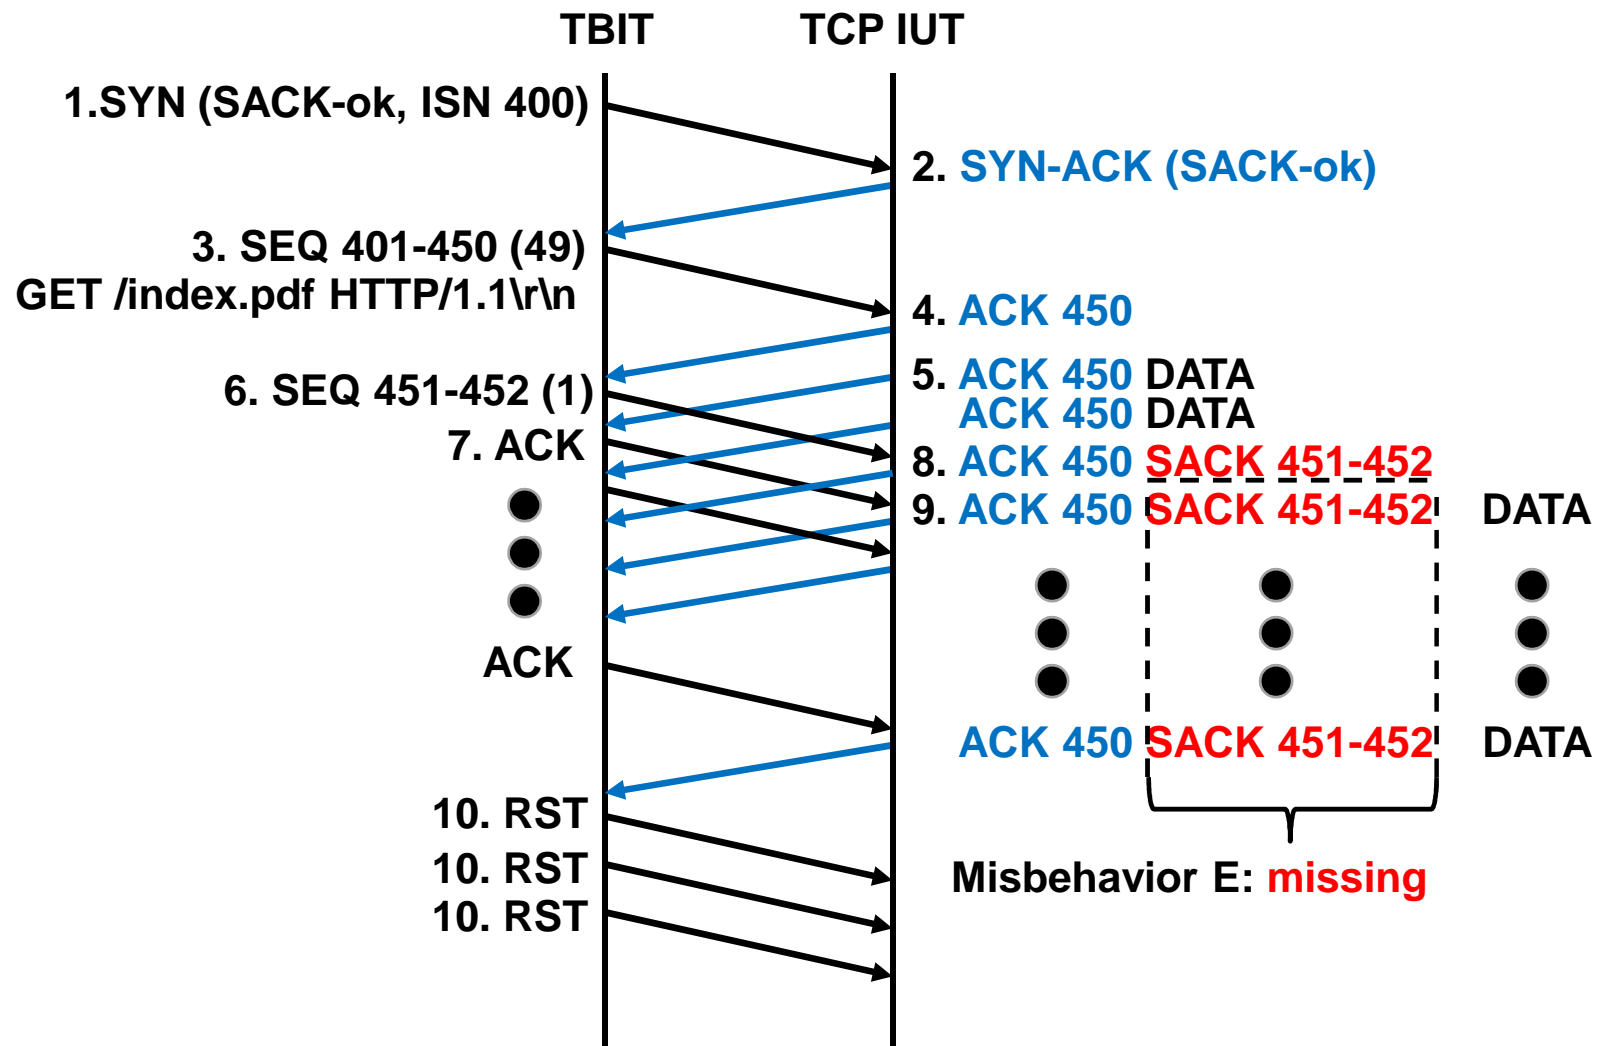 TBIT TCP IUT
1.SYN (SACK-ok, ISN 400)
2. SYN-ACK (SACK-ok)
3. SEQ 401-450 (49)
GET /index.pdf HTTP/1.1\r\n
4. ACK 450
5. ACK 450 DATA
6. SEQ 451-452 (1)
ACK 450 DATA
7. ACK
8. ACK 450 SACK 451-452
9. ACK 450 SACK 451-452 DATA
ACK
ACK 450 SACK 451-452 DATA
10. RST
10. RST
Misbehavior E: missing
10. RST